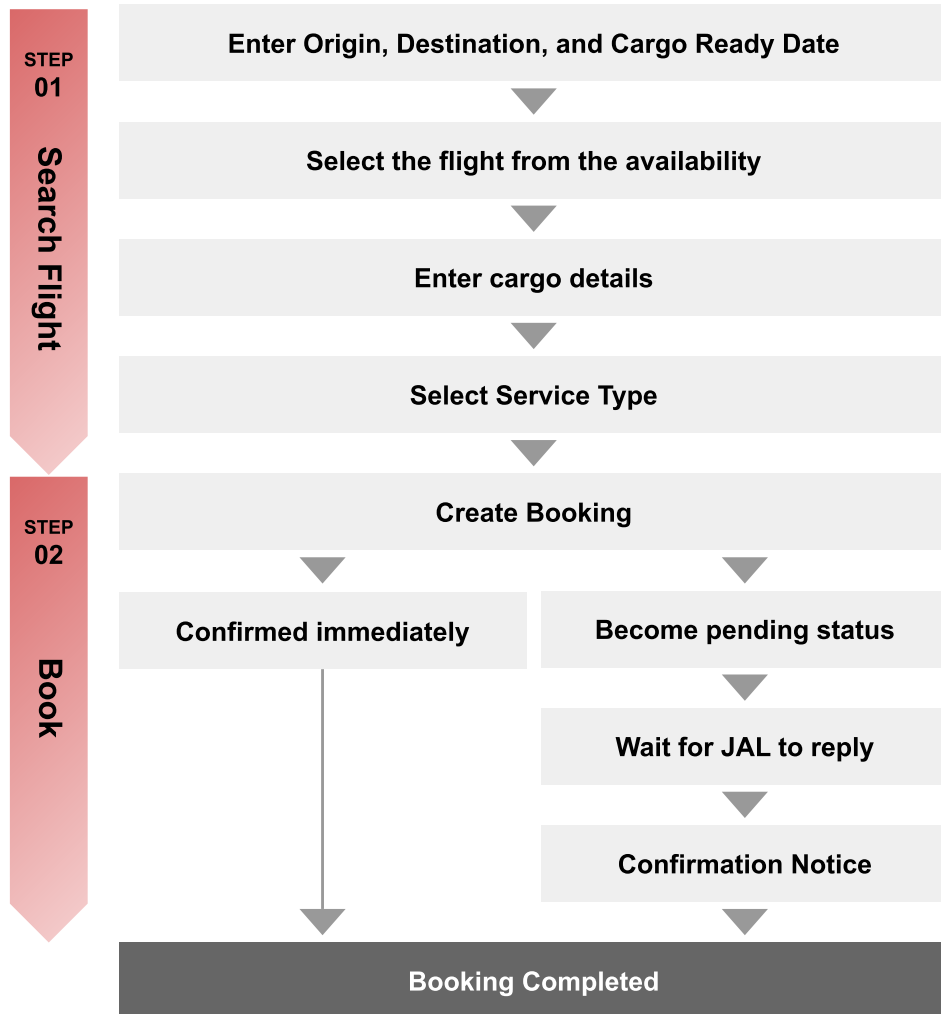 STEP
01
Search Flight
Enter Origin, Destination, and Cargo Ready Date
Select the flight from the availability
Enter cargo details
Select Service Type
STEP
02
Book
Create Booking
Confirmed immediately
Become pending status
Wait for JAL to reply
Confirmation Notice
Booking Completed